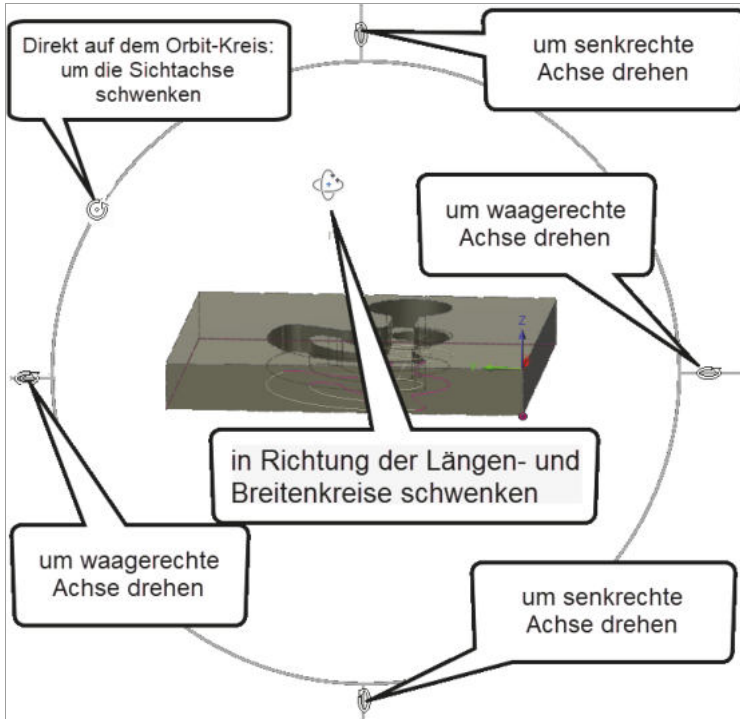 Direkt auf dem Orbit-Kreis:
um die Sichtachse
schwenken
um senkrechte
Achse drehen
um waagerechte
Achse drehen
Z
in Richtung der Längen- und
Breitenkreise schwenken
um waagerechte
Achse drehen
um senkrechte
Achse drehen